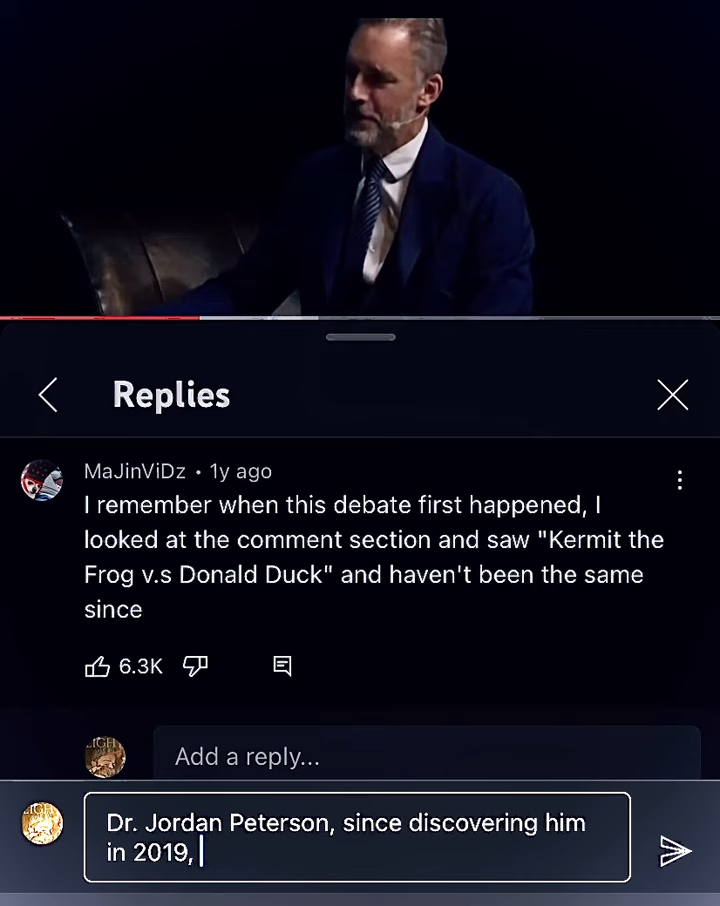 Replies
MaJinViDz • 1y ago
I remember when this debate first happened, I
looked at the comment section and saw "Kermit the
Frog v.s Donald Duck" and haven't been the same
since
6.3K
Add a reply...
Dr. Jordan Peterson, since discovering him
in 2019,